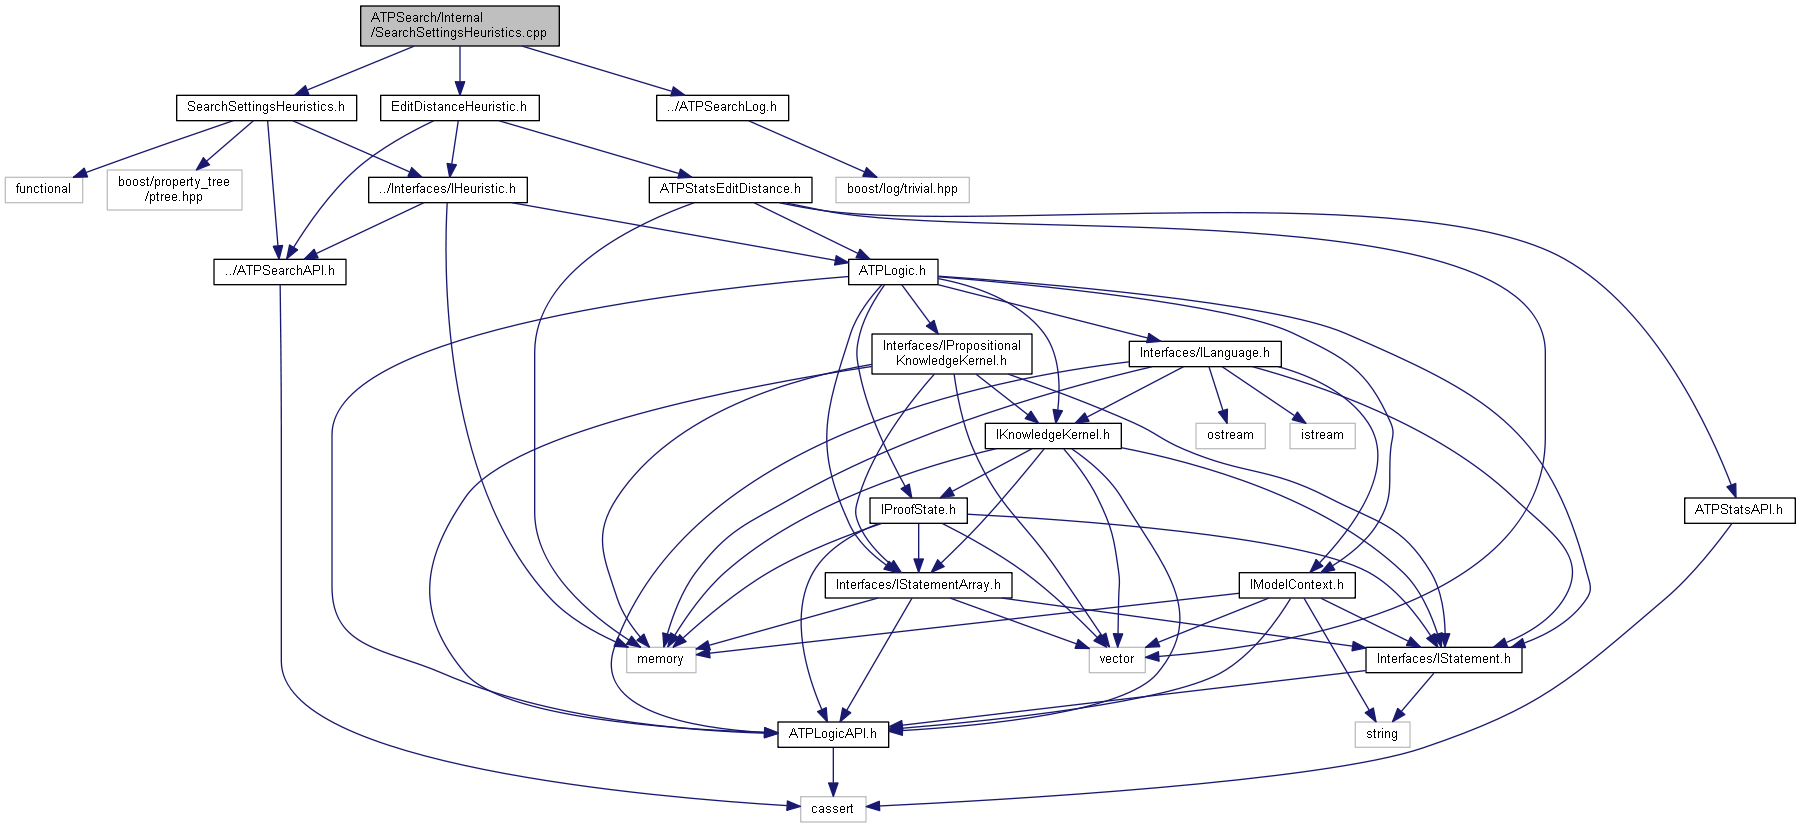 ATPSearch/Internal
/SearchSettingsHeuristics.cpp
SearchSettingsHeuristics.h
EditDistanceHeuristic.h
../ATPSearchLog.h
functional
boost/property_tree
/ptree.hpp
../Interfaces/IHeuristic.h
ATPStatsEditDistance.h
boost/log/trivial.hpp
../ATPSearchAPI.h
ATPLogic.h
Interfaces/IPropositional
KnowledgeKernel.h
Interfaces/ILanguage.h
IKnowledgeKernel.h
ostream
istream
IProofState.h
ATPStatsAPI.h
Interfaces/IStatementArray.h
IModelContext.h
memory
vector
Interfaces/IStatement.h
ATPLogicAPI.h
string
cassert